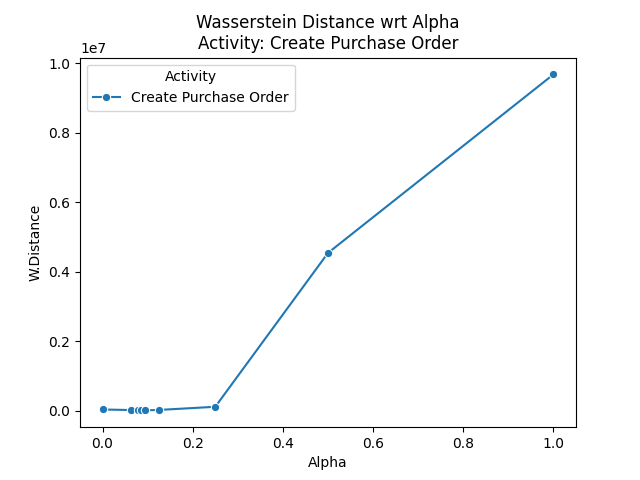 Wasserstein Distance wrt Alpha
Activity: Create Purchase Order
1e7
Activity
Create Purchase Order
1.0
0.8
0.6
0.4
0.2
0.0
W.Distance
0.0 0.2 0.4 0.6 0.8 1.0
Alpha